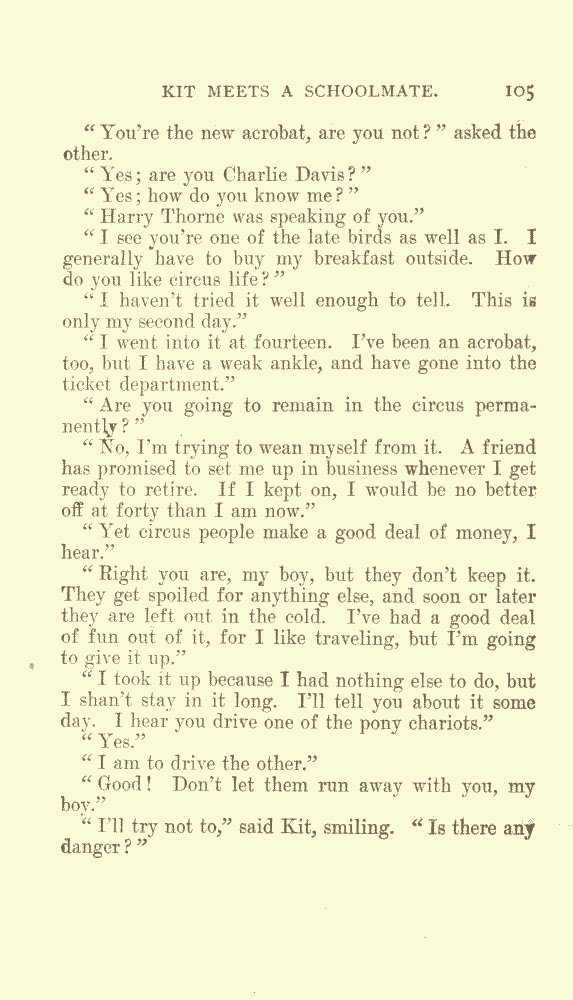 KIT MEETS A SCHOOLMATE. 105
"You're the new acrobat, are you not?" asked the
other.
"Yes; are you Charlie Davis?"
"Yes; how do you know me?"
"Harry Thorne was speaking of you."
"I see you're one of the late birds as well as I. I
generally have to buy my breakfast outside. How
do you like circus life?"
"I haven't tried it well enough to tell. This is
only my second day."
"I went into it at fourteen. I've been an acrobat,
too, but I have a weak ankle, and have gone into the
ticket department."
"Are you going to remain in the circus perma-
nently?"
"No, I'm trying to wean myself from it. A friend
has promised to set me up in business whenever I get
ready to retire. If I kept on, I would be no better
off at forty than I am now."
"Yet circus people make a good deal of money, I
hear."
"Right you are, my boy, but they don't keep it.
They get spoiled for anything else, and soon or later
they are left out in the cold. I've had a good deal
of fun out of it, for I like traveling, but I'm going
to give it up."
"I took it up because I had nothing else to do, but
I shan't stay in it long. I'll tell you about it some
day. I hear you drive one of the pony chariots."
"Yes."
"I am to drive the other."
"Good! Don't let them run away with you, my
boy."
"I'll try not to," said Kit, smiling. "Is there any
danger?"